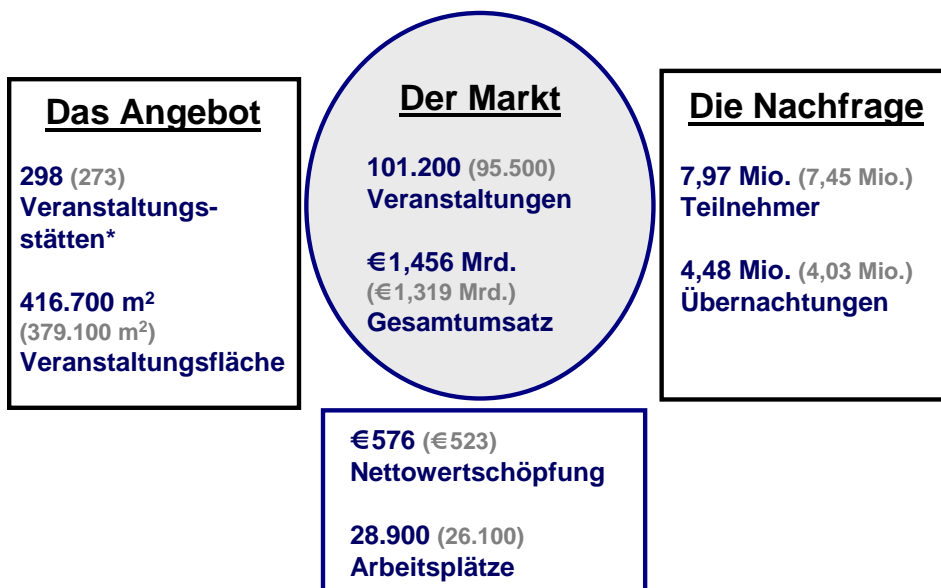 Das Angebot
298 (273)
Veranstaltungs-
stätten*
416.700 m²
(379.100 m²)
Veranstaltungsfläche
Der Markt
101.200 (95.500)
Veranstaltungen
€1,456 Mrd.
(€1,319 Mrd.)
Gesamtumsatz
Die Nachfrage
7,97 Mio. (7,45 Mio.)
Teilnehmer
4,48 Mio. (4,03 Mio.)
Übernachtungen
€576 (€523)
Nettowertschöpfung
28.900 (26.100)
Arbeitsplätze